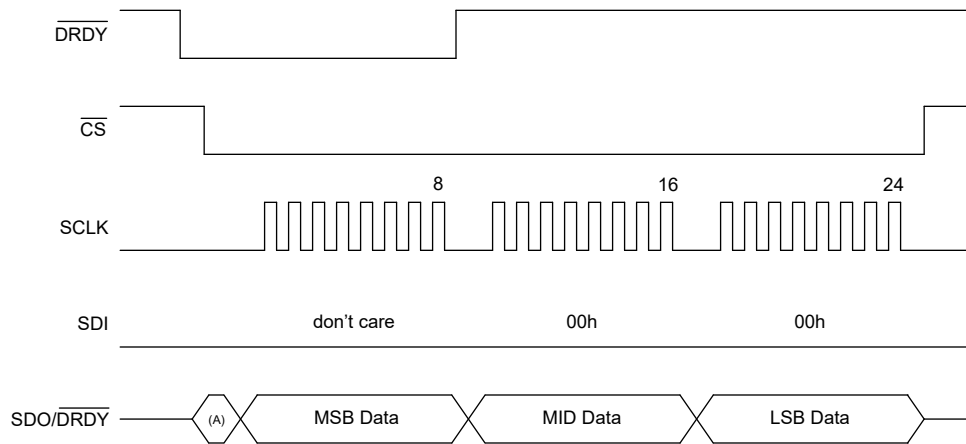 DRDY
CS
8 16 24
SCLK
SDI don't care 00h 00h
SDO/DRDY (A) MSB Data MID Data LSB Data